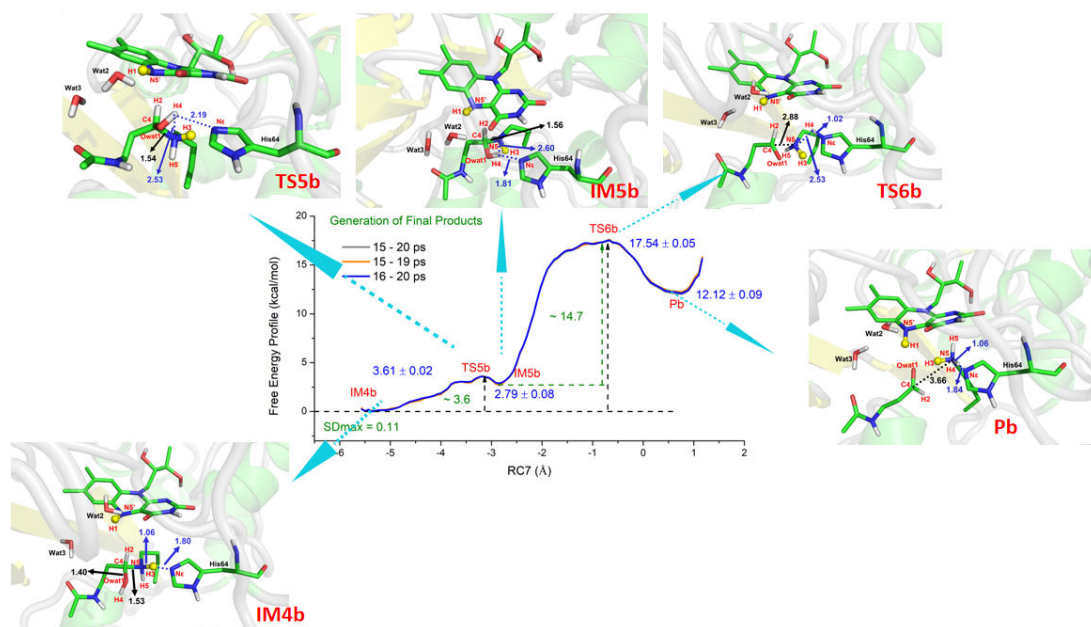 H1
N5'
Wat2
Wat3
H2
H4
C4
2.19
Owat1
H3
Nε
His64
1.54
H5
2.53
TS5b
N5'
H1
H2
Wat2
C4
1.56
Wat3
N5
His64
Owat1
H3
2.60
H4
Nε
1.81
IM5b
Wat2
N5'
H1
Wat3
2.88
1.02
H2
H4
N5
His64
C4
Nε
H5
Owat1
H3
2.53
TS6b
Generation of Final Products
15 - 20 ps
15 - 19 ps
16 - 20 ps
Free Energy Profile (kcal/mol)
20
15
10
5
0
-6
-5
-4
-3
-2
-1
0
1
2
RC7 (Å)
TS6b
17.54 ± 0.05
12.12 ± 0.09
Pb
~ 14.7
3.61 ± 0.02
TS5b
IM5b
IM4b
~ 3.6
2.79 ± 0.08
SDmax = 0.11
N5'
Wat2
H1
H5
Wat3
N5
1.06
H3
His64
Owat1
H4
Nε
C4
3.66
1.84
H2
Pb
Wat2
N5'
H1
1.06
1.80
Wat3
H2
C4
N5
His64
1.40
H3
Nε
Owat1
H5
H4
1.53
IM4b